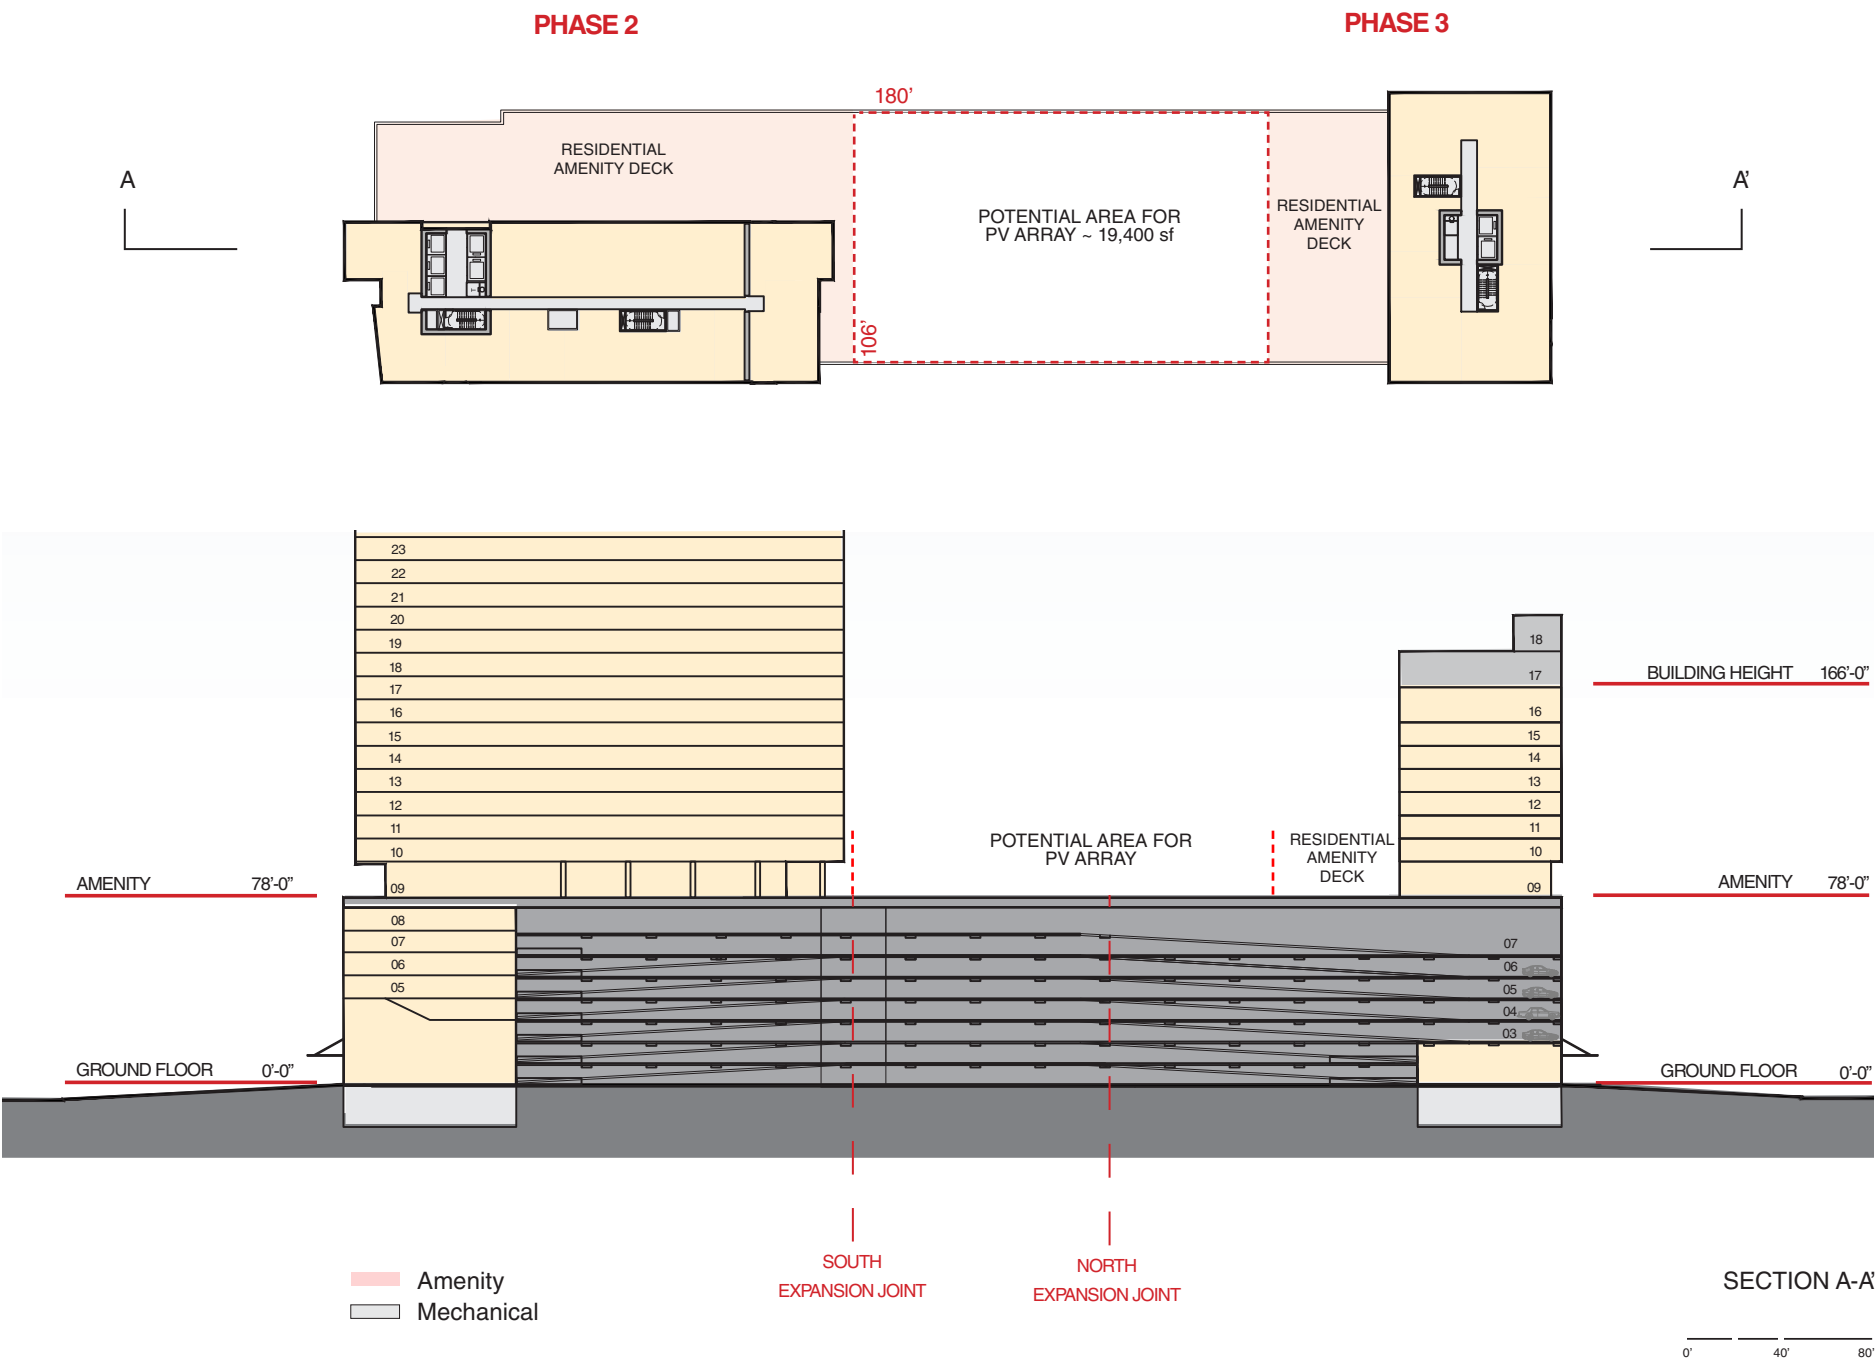 PHASE 2
PHASE 3
180’
RESIDENTIAL
AMENITY DECK
A
A’
POTENTIAL AREA FOR
PV ARRAY ~ 19,400 sf
RESIDENTIAL
AMENITY
DECK
106’
23
22
21
20
19
18
17
16
15
14
13
12
11
10
09
08
07
06
05
18
17
16
15
14
13
12
11
10
09
07
06
05
04
03
BUILDING HEIGHT 166’-0”
POTENTIAL AREA FOR
PV ARRAY
RESIDENTIAL
AMENITY
DECK
AMENITY 78’-0”
AMENITY 78’-0”
GROUND FLOOR 0’-0”
GROUND FLOOR 0’-0”
SOUTH
EXPANSION JOINT
NORTH
EXPANSION JOINT
Amenity
Mechanical
SECTION A-A’
0’ 40’ 80’